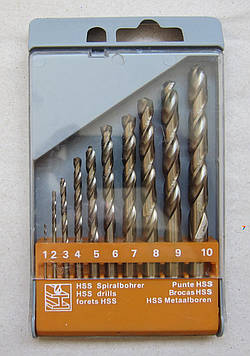 1 2 3 4 5 6 7 8 9 10
HSS Spiralbohrer
HSS drills
forets HSS
Punte HSS
Brocas HSS
HSS Metaalboren